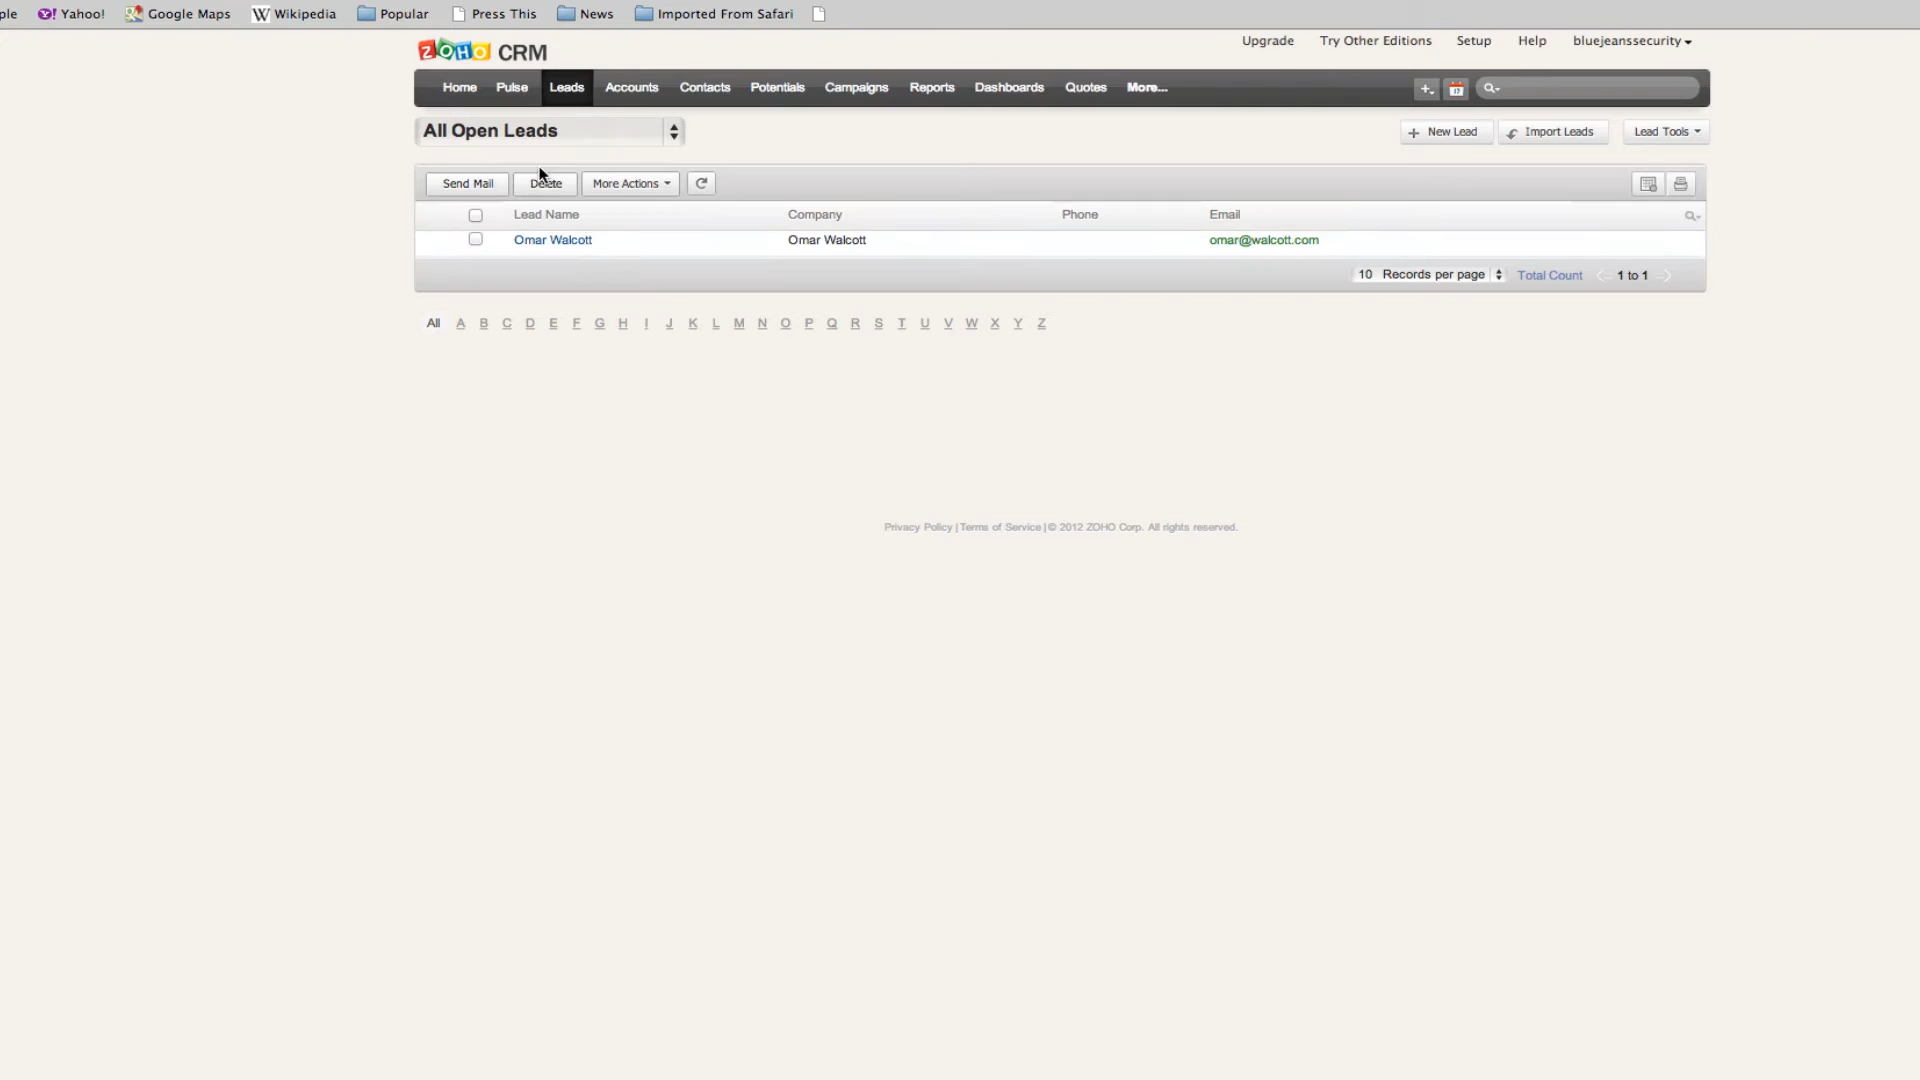 ple Yahoo! Google Maps W Wikipedia Popular Press This News Imported From Safari
ZOHO CRM
Upgrade Try Other Editions Setup Help bluejeanssecurity
Home Pulse Leads Accounts Contacts Potentials Campaigns Reports Dashboards Quotes More...
All Open Leads
+ New Lead Import Leads Lead Tools
Send Mail Delete More Actions
Lead Name Company Phone Email
Omar Walcott Omar Walcott omar@walcott.com
10 Records per page Total Count 1 to 1
All A B C D E F G H I J K L M N O P Q R S T U V W X Y Z
Privacy Policy | Terms of Service | © 2012 ZOHO Corp. All rights reserved.